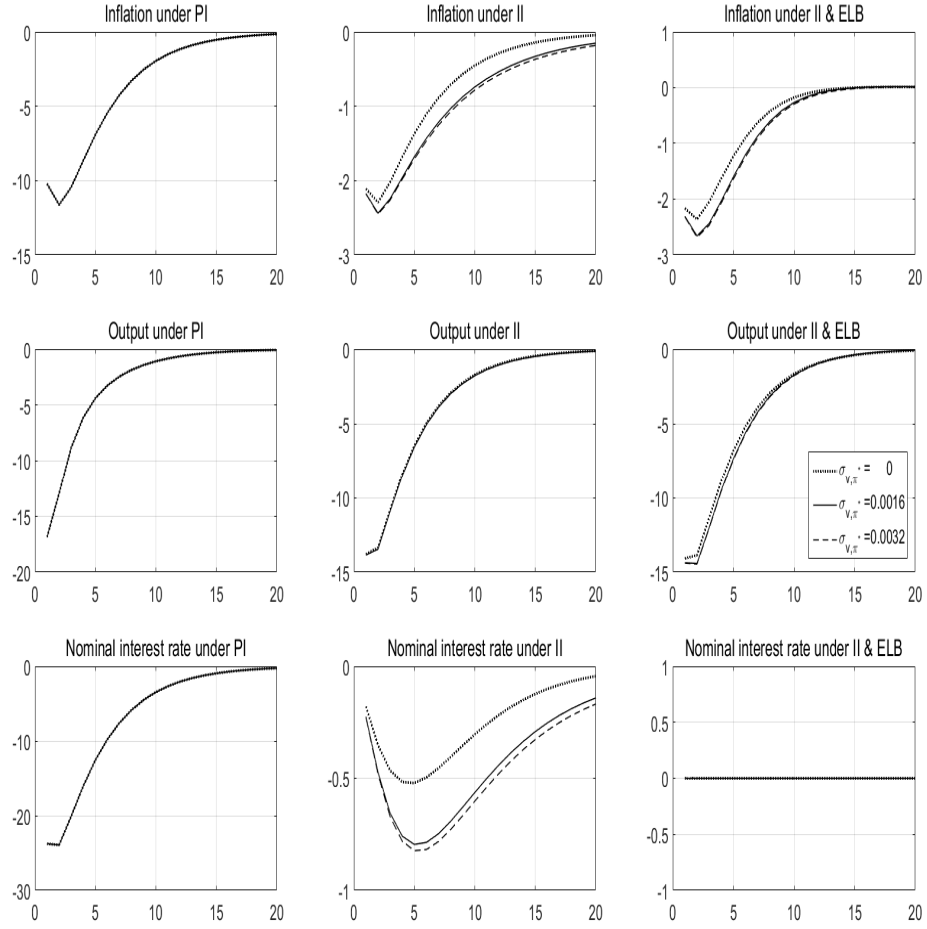 Inflation under PI
Inflation under II
Inflation under II & ELB
0
-5
-10
-15
0 5 10 15 20
0
-1
-2
-3
0 5 10 15 20
1
0
-1
-2
-3
0 5 10 15 20
Output under PI
Output under II
Output under II & ELB
0
-5
-10
-15
-20
0 5 10 15 20
0
-5
-10
-15
0 5 10 15 20
0
-5
-10
-15
0 5 10 15 20
σv,π* = 0
σv,π* =0.0016
σv,π* =0.0032
Nominal interest rate under PI
Nominal interest rate under II
Nominal interest rate under II & ELB
0
-10
-20
-30
0 5 10 15 20
0
-0.5
-1
0 5 10 15 20
1
0.5
0
-0.5
-1
0 5 10 15 20